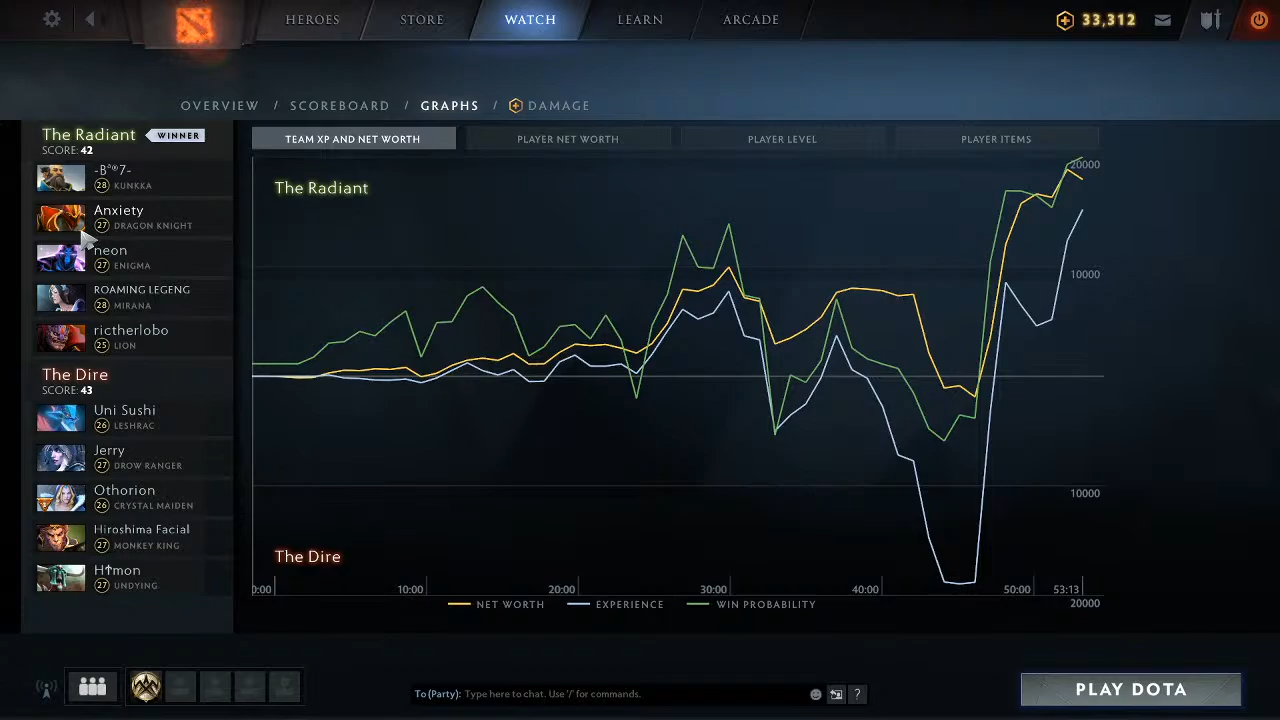 HEROES
STORE
WATCH
LEARN
ARCADE
33,312
OVERVIEW / SCOREBOARD / GRAPHS / DAMAGE
The Radiant WINNER
SCORE: 42
-Bᴬ®7-
28 KUNKKA
Anxiety
27 DRAGON KNIGHT
neon
27 ENIGMA
ROAMING LEGENG
28 MIRANA
rictherlobo
25 LION
The Dire
SCORE: 43
Uni Sushi
26 LESHRAC
Jerry
27 DROW RANGER
Othorion
26 CRYSTAL MAIDEN
Hiroshima Facial
27 MONKEY KING
H†mon
27 UNDYING
TEAM XP AND NET WORTH
PLAYER NET WORTH
PLAYER LEVEL
PLAYER ITEMS
The Radiant
20000
10000
10000
The Dire
0:00 10:00 20:00 30:00 40:00 50:00 53:13
20000
NET WORTH
EXPERIENCE
WIN PROBABILITY
To (Party): Type here to chat. Use '/' for commands.
?
PLAY DOTA